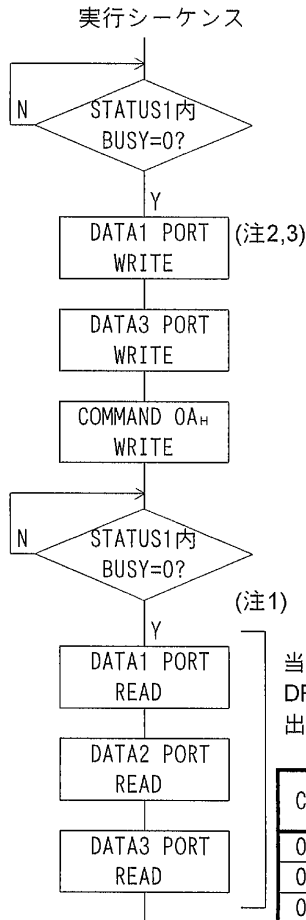 実行シーケンス
STATUS1内
BUSY=0?
N
Y
DATA1 PORT
WRITE
(注2,3)
DATA3 PORT
WRITE
COMMAND 0AH
WRITE
STATUS1内
BUSY=0?
N
(注1)
Y
DATA1 PORT
READ
DATA2 PORT
READ
DATA3 PORT
READ
当
出
C
0
0
0